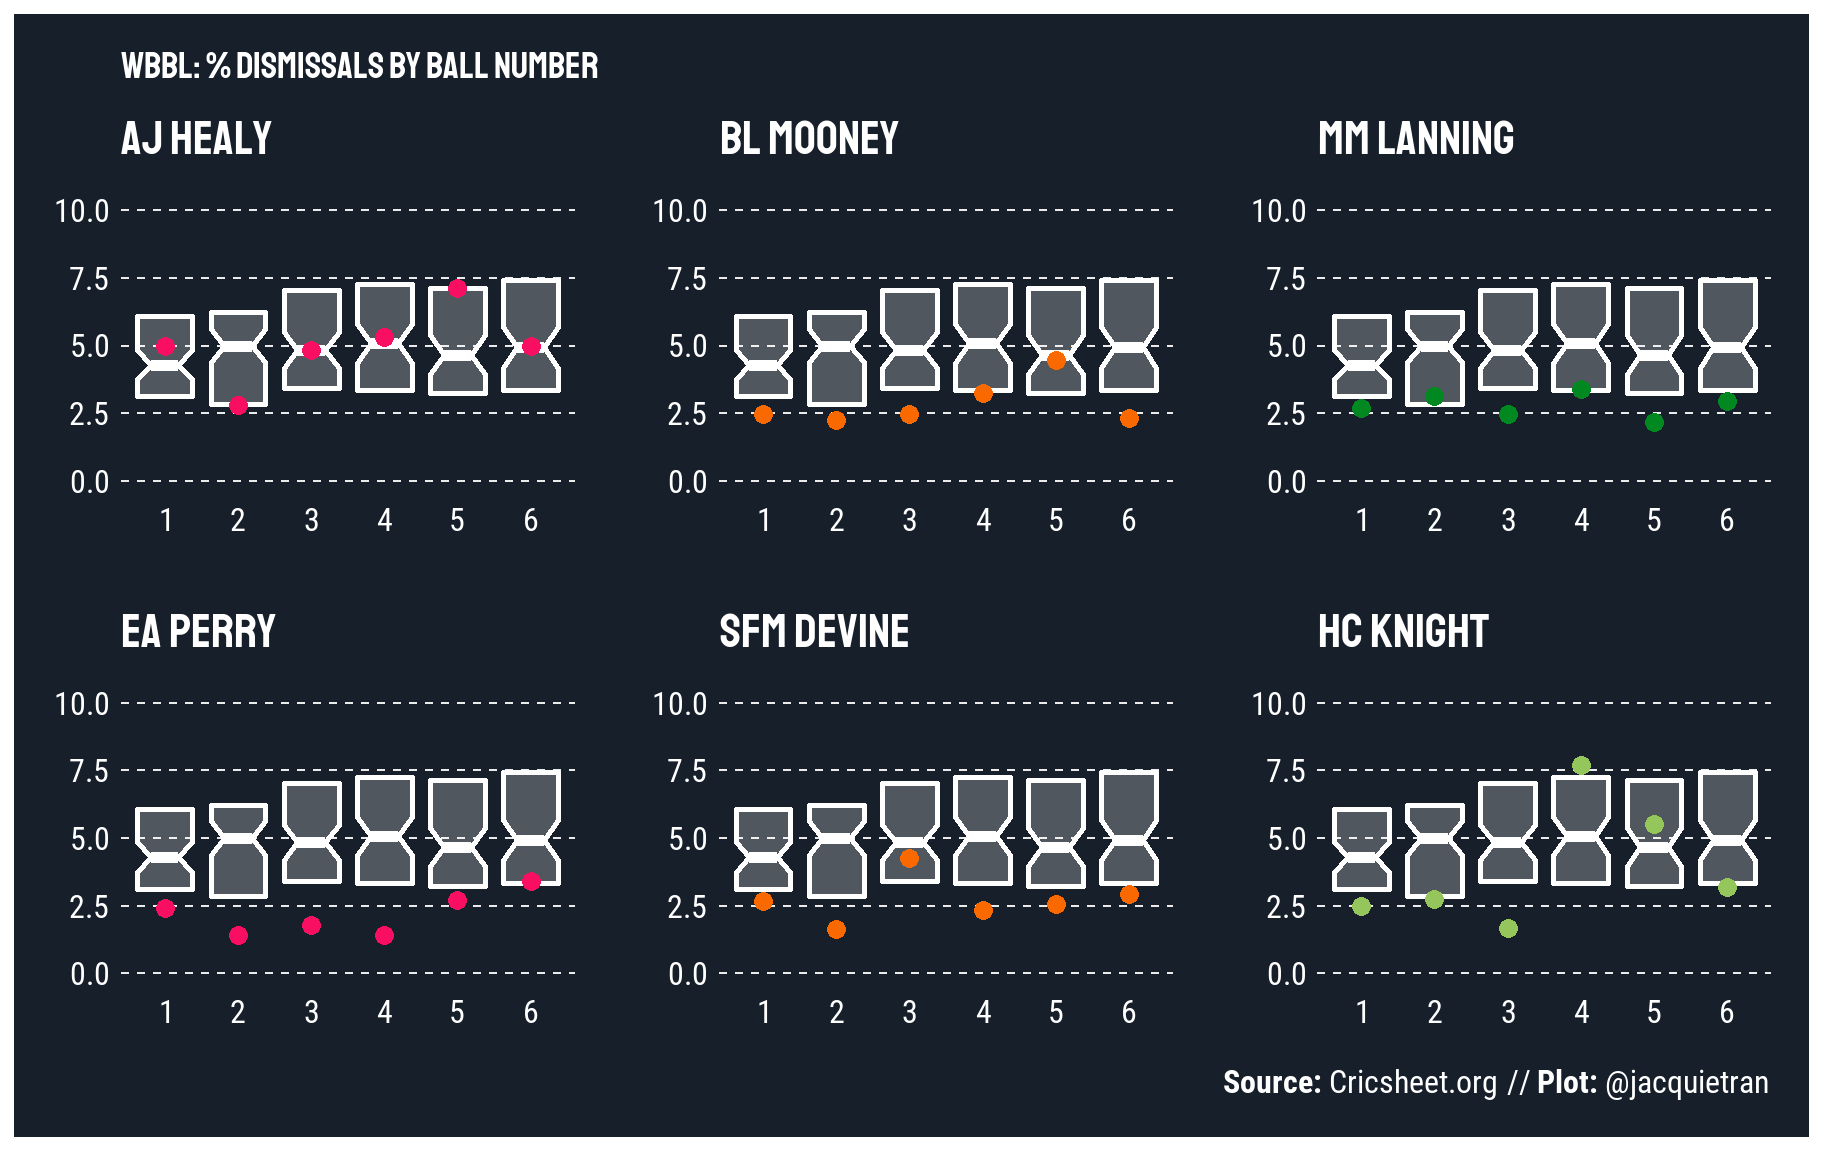 WBBL: % DISMISSALS BY BALL NUMBER
AJ HEALY
10.0
7.5
5.0
2.5
0.0
1 2 3 4 5 6
BL MOONEY
10.0
7.5
5.0
2.5
0.0
1 2 3 4 5 6
MM LANNING
10.0
7.5
5.0
2.5
0.0
1 2 3 4 5 6
EA PERRY
10.0
7.5
5.0
2.5
0.0
1 2 3 4 5 6
SFM DEVINE
10.0
7.5
5.0
2.5
0.0
1 2 3 4 5 6
HC KNIGHT
10.0
7.5
5.0
2.5
0.0
1 2 3 4 5 6
Source: Cricsheet.org // Plot: @jacquietran